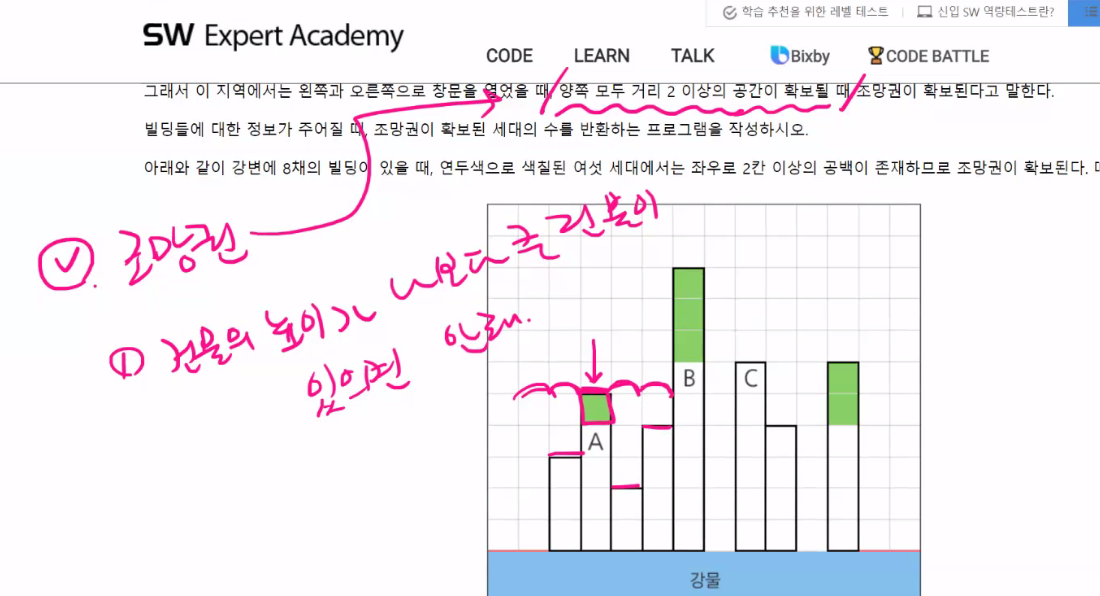 학습 추천을 위한 레벨 테스트
신입 SW 역량테스트란?
SW Expert Academy
CODE LEARN TALK Bixby CODE BATTLE
그래서 이 지역에서는 왼쪽과 오른쪽으로 창문을 열었을 때, 양쪽 모두 거리 2 이상의 공간이 확보될 때 조망권이 확보된다고 말한다.
빌딩들에 대한 정보가 주어질 때, 조망권이 확보된 세대의 수를 반환하는 프로그램을 작성하시오.
아래와 같이 강변에 8채의 빌딩이 있을 때, 연두색으로 색칠된 여섯 세대에서는 좌우로 2칸 이상의 공백이 존재하므로 조망권이 확보된다.
조망권
나보다 큰 건물이
① 건물의 높이가
있으면 안돼.
B C
A
강물